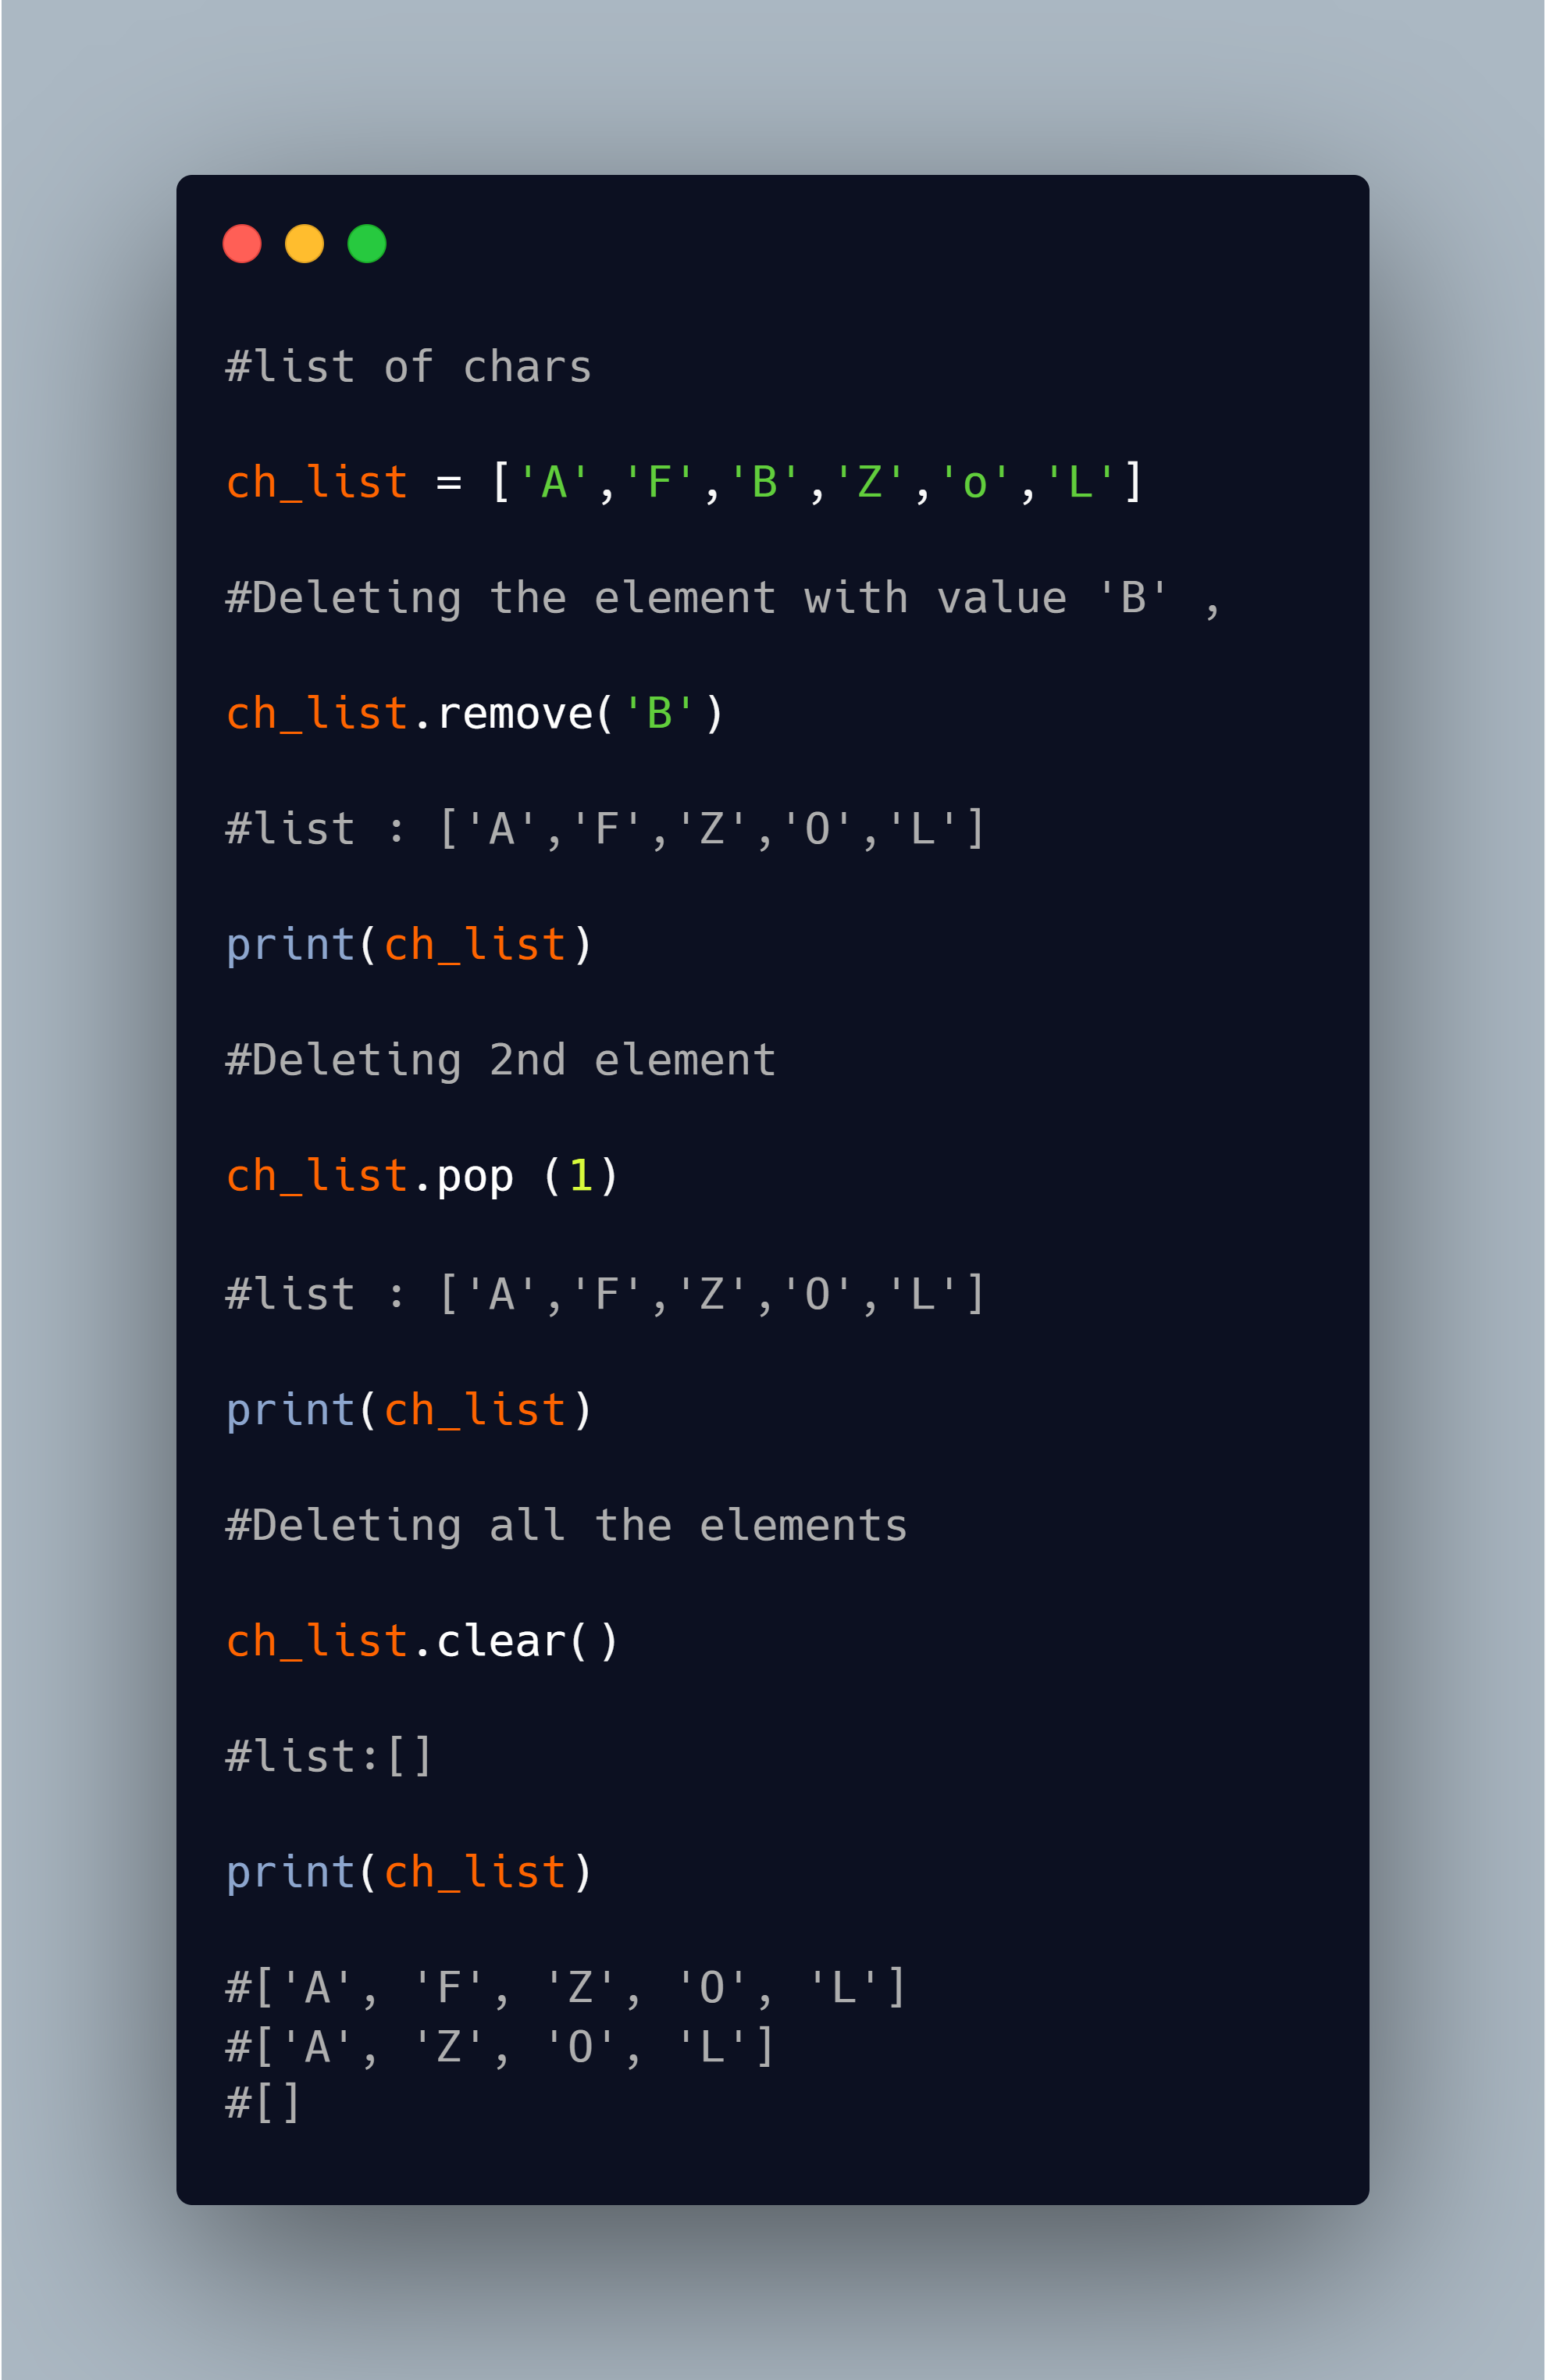 #list of chars
ch_list = ['A','F','B','Z','o','L']
#Deleting the element with value 'B' ,
ch_list.remove('B')
#list : ['A','F','Z','O','L']
print(ch_list)
#Deleting 2nd element
ch_list.pop (1)
#list : ['A','F','Z','O','L']
print(ch_list)
#Deleting all the elements
ch_list.clear()
#list:[]
print(ch_list)
#['A', 'F', 'Z', 'O', 'L']
#['A', 'Z', 'O', 'L']
#[]